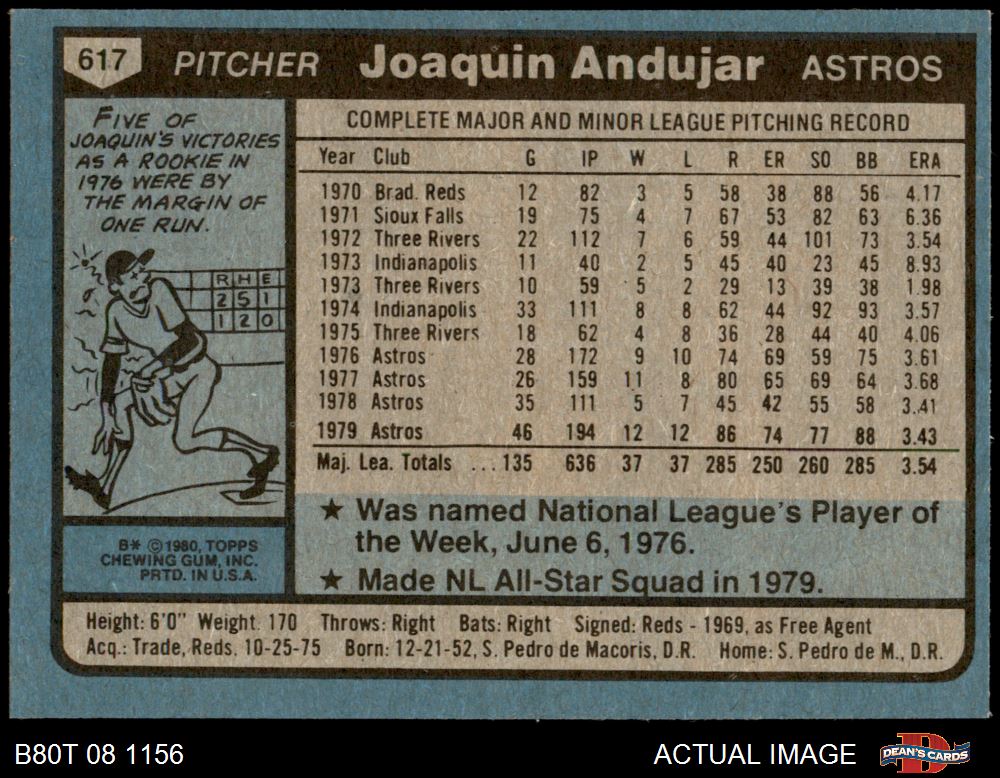 617 PITCHER Joaquin Andujar ASTROS
FIVE OF
JOAQUIN'S VICTORIES
AS A ROOKIE IN
1976 WERE BY
THE MARGIN OF
ONE RUN.
R H E
2 5 1
1 2 0
B* ©1980, TOPPS
CHEWING GUM, INC.
PRTD. IN U.S.A.
COMPLETE MAJOR AND MINOR LEAGUE PITCHING RECORD
Year Club G IP W L R ER SO BB ERA
1970 Brad. Reds 12 82 3 5 58 38 88 56 4.17
1971 Sioux Falls 19 75 4 7 67 53 82 63 6.36
1972 Three Rivers 22 112 7 6 59 44 101 73 3.54
1973 Indianapolis 11 40 2 5 45 40 23 45 8.93
1973 Three Rivers 10 59 5 2 29 13 39 38 1.98
1974 Indianapolis 33 111 8 8 62 44 92 93 3.57
1975 Three Rivers 18 62 4 8 36 28 44 40 4.06
1976 Astros 28 172 9 10 74 69 59 75 3.61
1977 Astros 26 159 11 8 80 65 69 64 3.68
1978 Astros 35 111 5 7 45 42 55 58 3.41
1979 Astros 46 194 12 12 86 74 77 88 3.43
Maj. Lea. Totals ...135 636 37 37 285 250 260 285 3.54
★ Was named National League's Player of
the Week, June 6, 1976.
★ Made NL All-Star Squad in 1979.
Height: 6'0" Weight. 170 Throws: Right Bats: Right Signed: Reds - 1969, as Free Agent
Acq.: Trade, Reds, 10-25-75 Born: 12-21-52, S. Pedro de Macoris, D.R. Home: S. Pedro de M., D.R.
B80T 08 1156 ACTUAL IMAGE DEAN'S CARDS